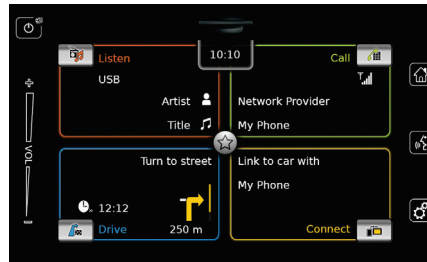 10:10
Listen
USB
Artist
Title
Call
Network Provider
My Phone
VOL
Turn to street
12:12
250 m
Drive
Link to car with
My Phone
Connect